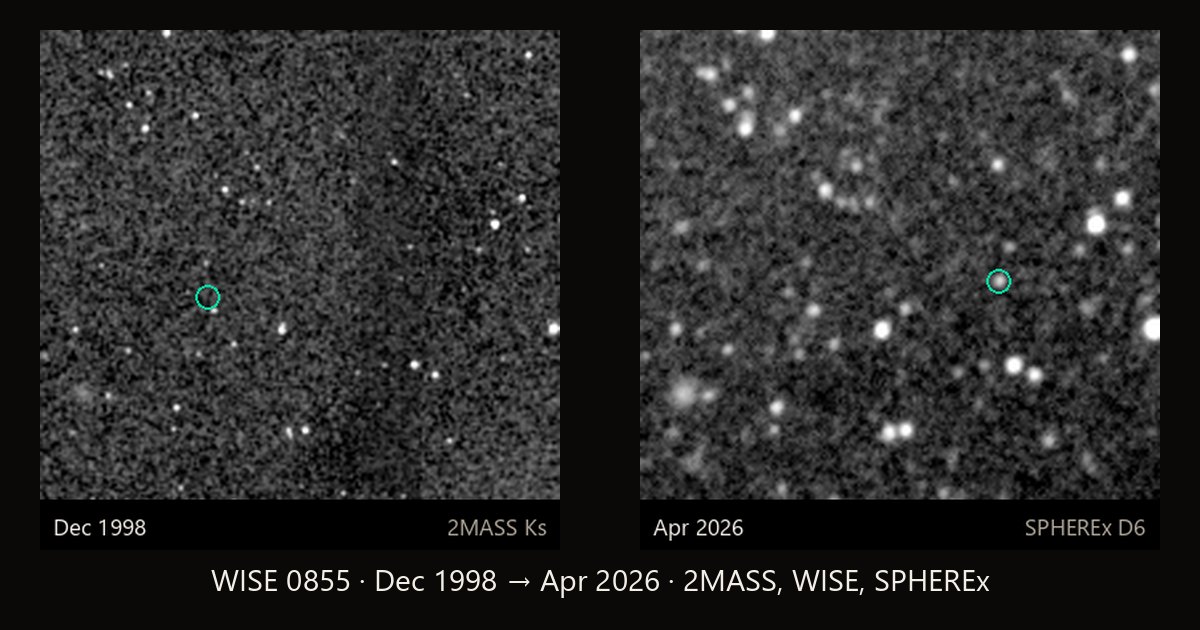 Dec 1998 2MASS Ks
Apr 2026 SPHEREx D6
WISE 0855 · Dec 1998 → Apr 2026 · 2MASS, WISE, SPHEREx